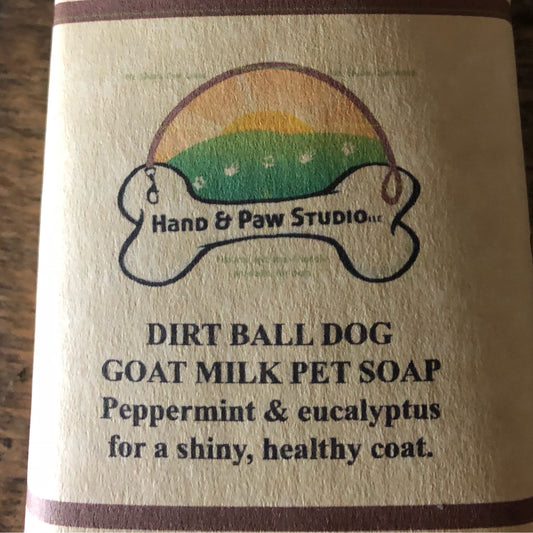 Hand & Paw Studio LLC
DIRT BALL DOG
GOAT MILK PET SOAP
Peppermint & eucalyptus
for a shiny, healthy coat.